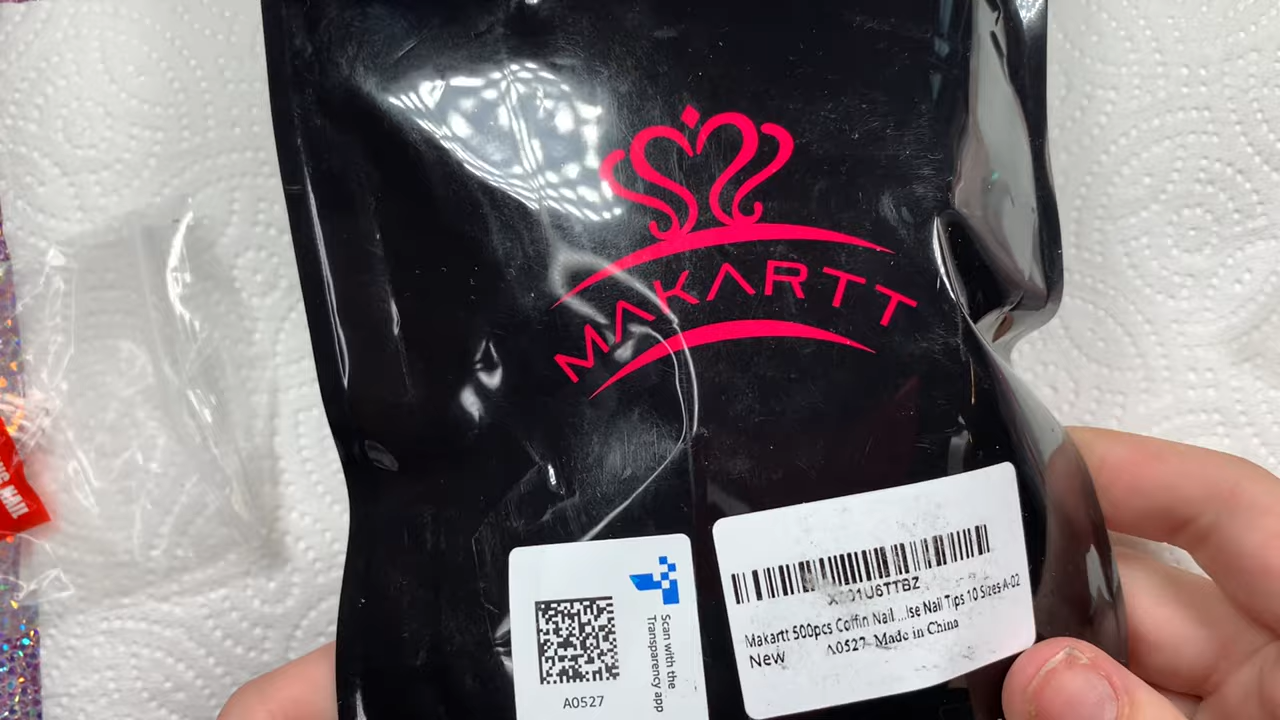 MAKARTT
Makartt 500pcs Coffin Nail ...lse Nail Tips 10 Sizes-A-02
New
A0527 Made in China
Scan with the
Transparency app
A0527
NAIL